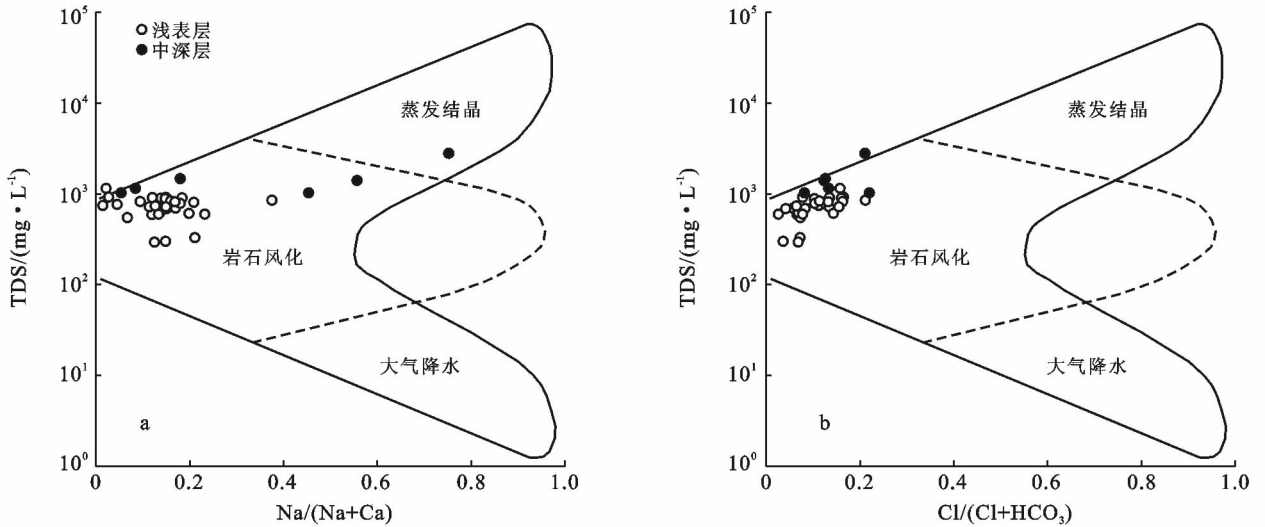 10⁵
浅表层
中深层
10⁴
蒸发结晶
10³
TDS/(mg·L⁻¹)
岩石风化
10²
大气降水
10¹
a
10⁰
0 0.2 0.4 0.6 0.8 1.0
Na/(Na+Ca)
10⁵
10⁴
蒸发结晶
10³
TDS/(mg·L⁻¹)
岩石风化
10²
大气降水
10¹
b
10⁰
0 0.2 0.4 0.6 0.8 1.0
Cl/(Cl+HCO₃)